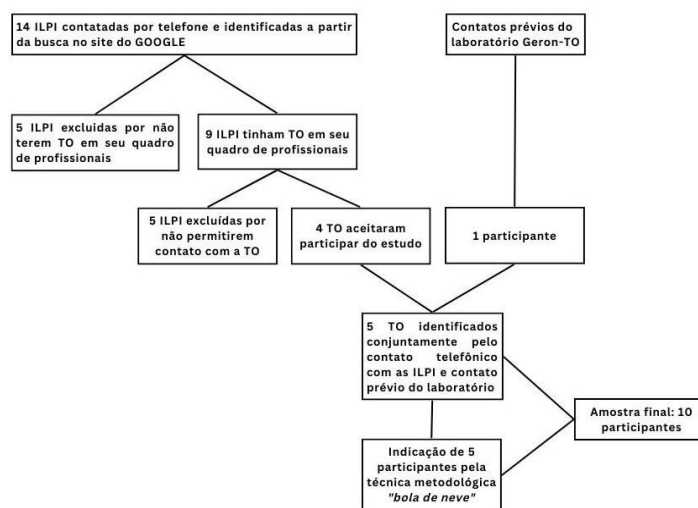 14 ILPI contatadas por telefone e identificadas a partir
da busca no site do GOOGLE
Contatos prévios do
laboratório Geron-TO
5 ILPI excluidas por não
terem TO em seu quadro
de profissionais
9 ILPI tinham TO em seu
quadro de profissionais
5 ILPI excluídas por
não permitirem
contato com a TO
4 TO aceitaram
participar do estudo
1 participante
5 TO identificados
conjuntamente pelo
contato telefônico
com as ILPI e contato
prévio do laboratório
Amostra final: 10
participantes
Indicação de 5
participantes pela
técnica metodológica
"bola de neve"